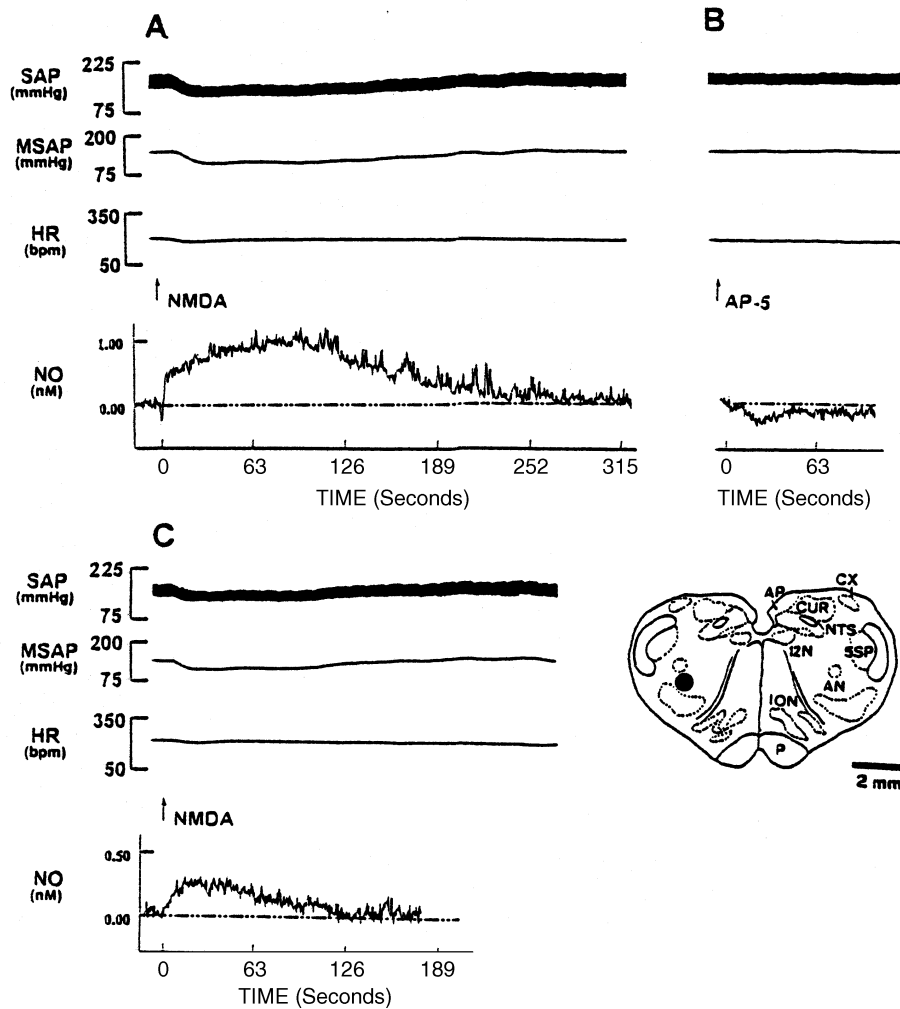 A
B
SAP
(mmHg)
225
75
MSAP
(mmHg)
200
75
HR
(bpm)
350
50
NMDA
AP-5
NO
(nM)
1.00
0.00
0 63 126 189 252 315
TIME (Seconds)
0.00
0 63
TIME (Seconds)
C
SAP
(mmHg)
225
75
MSAP
(mmHg)
200
75
HR
(bpm)
350
50
NMDA
NO
(nM)
0.50
0.00
0 63 126 189
TIME (Seconds)
AP
CX
CUR
NTS
12N
5SP
AN
ION
P
2 mm